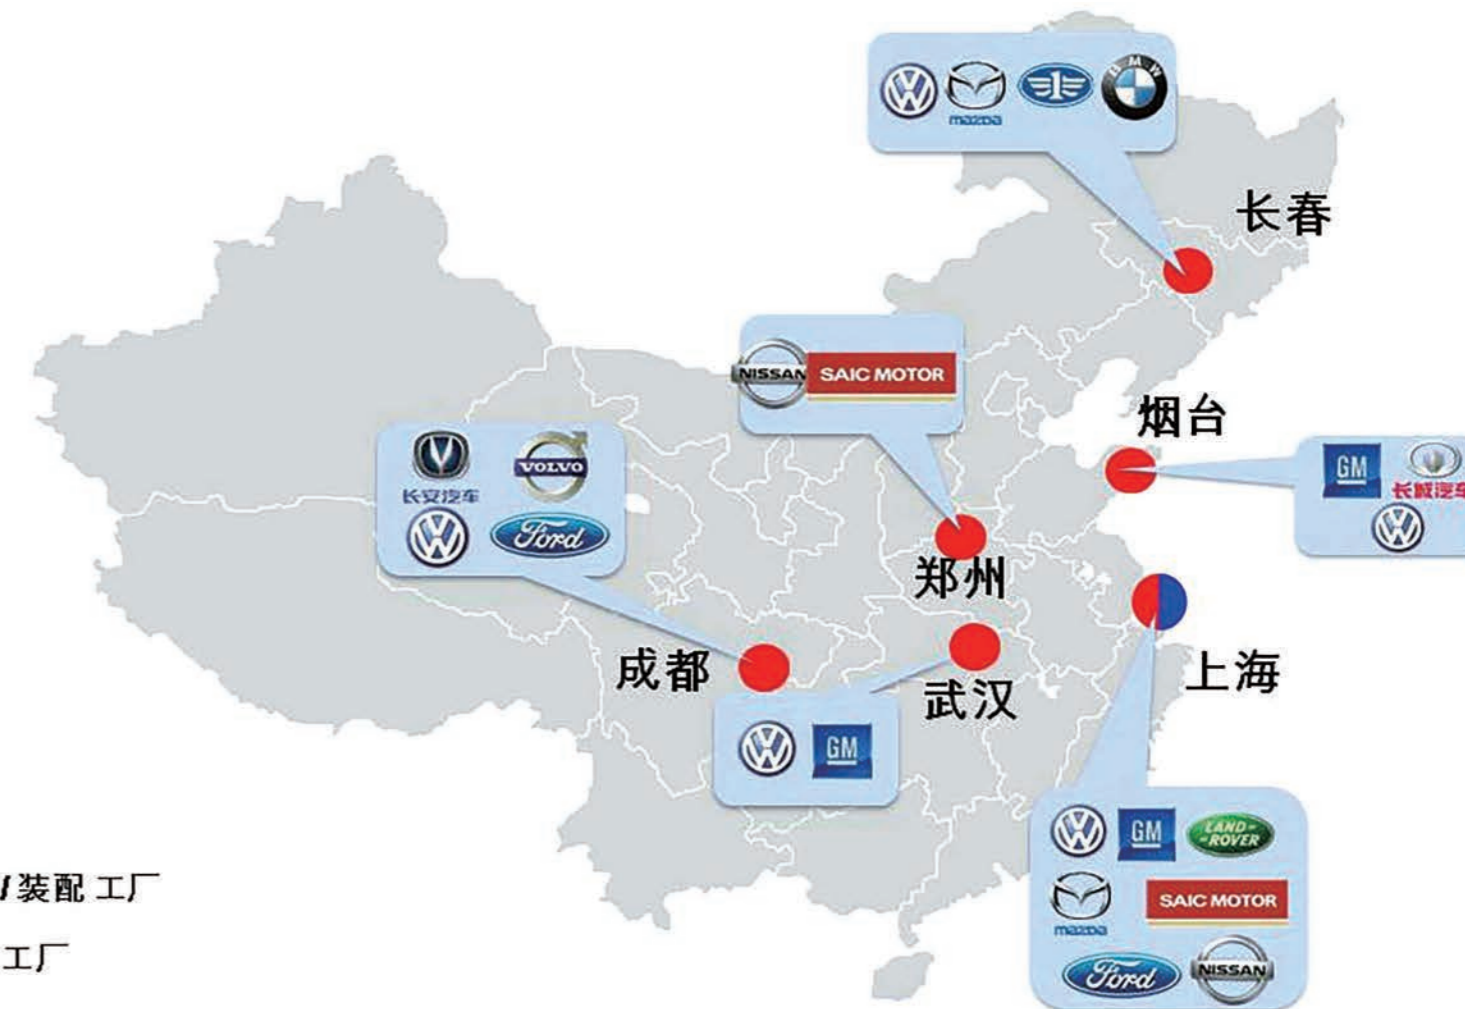 BMW
mazda
长春
NISSAN
SAIC MOTOR
烟台
长安汽车
VOLVO
Ford
GM
长城汽车
郑州
成都
武汉
上海
GM
GM
LAND-
-ROVER
mazda
SAIC MOTOR
Ford
NISSAN
/ 装配 工厂
工厂